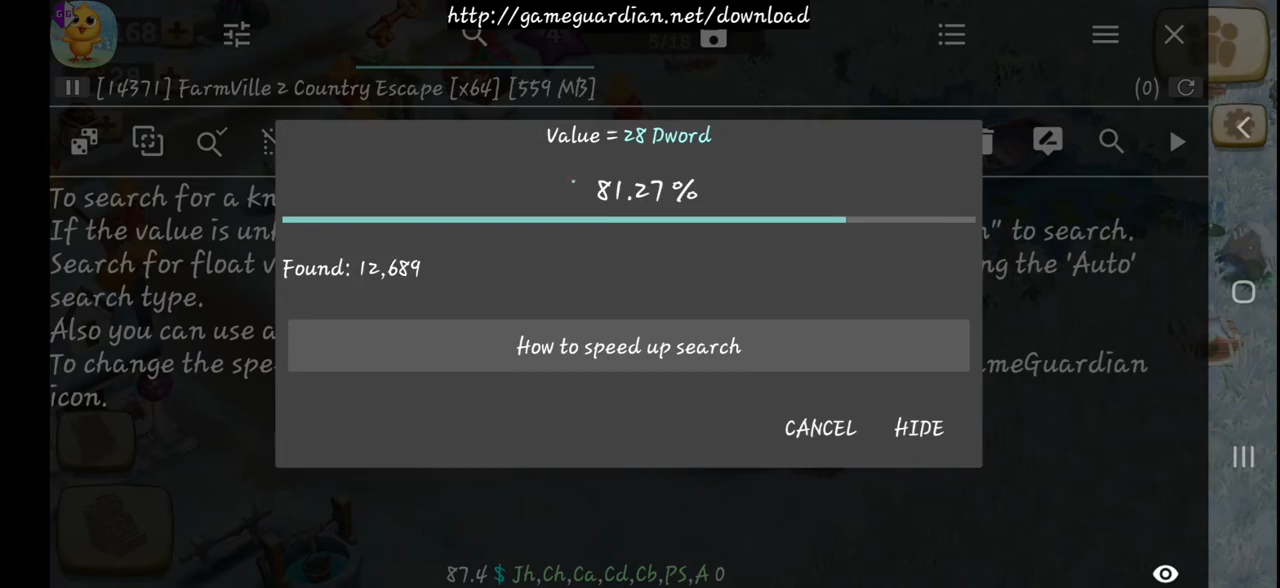 http://gameguardian.net/download
68
5/18
[14371] FarmVille 2 Country Escape [x64] [559 MB]
(0)
Value = 28 Dword
81.27 %
To search for a kn
If the value is un
n" to search.
Search for float v
ng the 'Auto'
search type.
Found: 12,689
Also you can use a
How to speed up search
To change the spe
meGuardian
icon.
CANCEL HIDE
87.4 $ Jh,Ch,Ca,Cd,Cb,PS,A 0